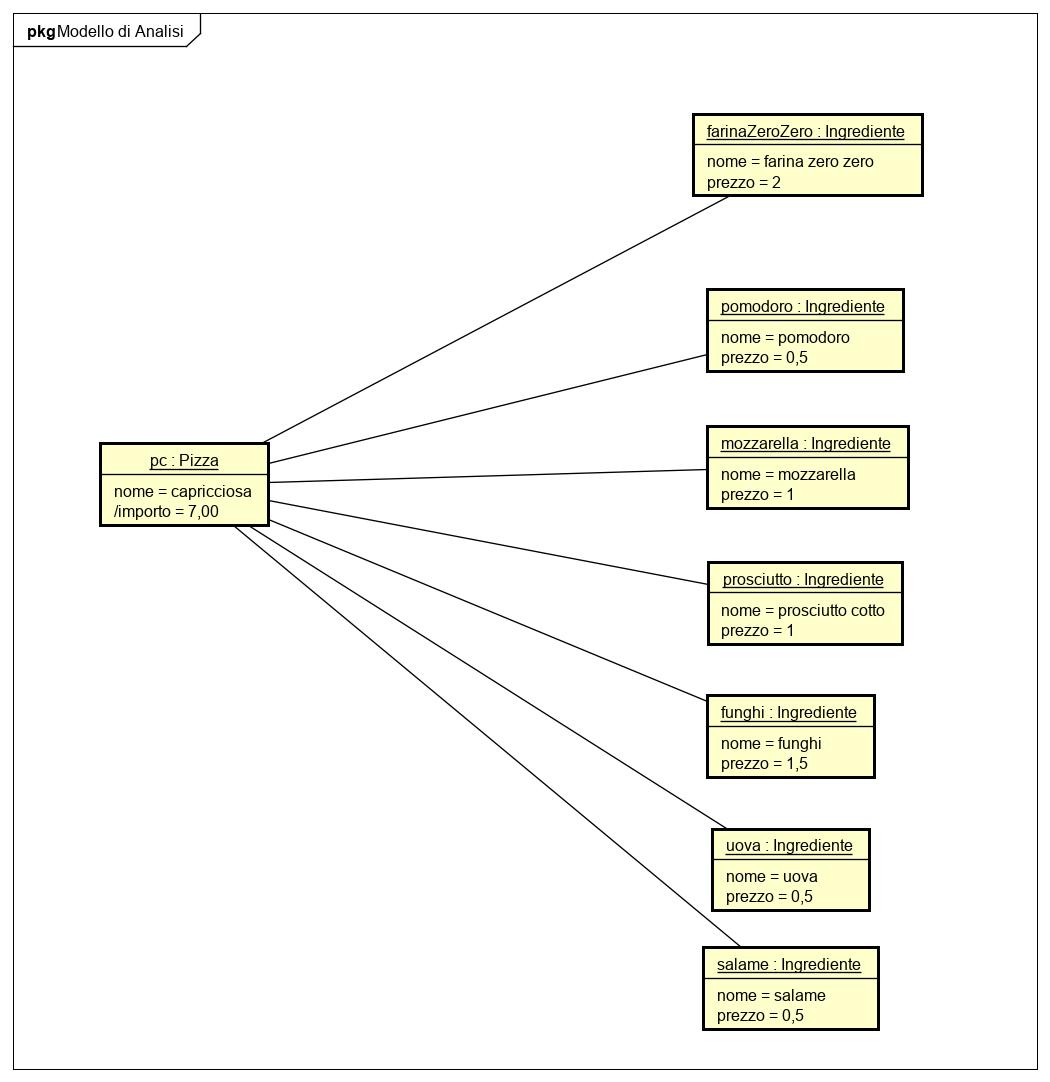 pkg Modello di Analisi
farinaZeroZero : Ingrediente
nome = farina zero zero
prezzo = 2
pomodoro : Ingrediente
nome = pomodoro
prezzo = 0,5
pc : Pizza
nome = capricciosa
/importo = 7,00
mozzarella : Ingrediente
nome = mozzarella
prezzo = 1
prosciutto : Ingrediente
nome = prosciutto cotto
prezzo = 1
funghi : Ingrediente
nome = funghi
prezzo = 1,5
uova : Ingrediente
nome = uova
prezzo = 0,5
salame : Ingrediente
nome = salame
prezzo = 0,5